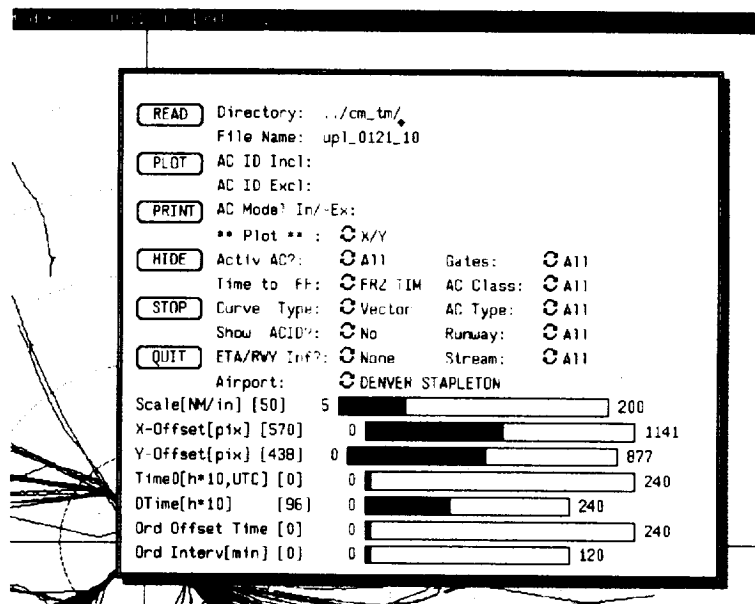 READ Directory: ../cm_tm/
File Name: upl_0121_10
PLOT AC ID Incl:
AC ID Excl:
PRINT AC Model In/-Ex:
** Plot ** : X/Y
HIDE Activ AC?: All Gates: All
Time to FF: FRZ TIM AC Class: All
STOP Curve Type: Vector AC Type: All
Show ACID?: No Runway: All
QUIT ETA/RWY Inf?: None Stream: All
Airport: DENVER STAPLETON
Scale[NM/in] [50] 5 200
X-Offset[pix] [570] 0 1141
Y-Offset[pix] [438] 0 877
Time0[h*10,UTC] [0] 0 240
DTime[h*10] [96] 0 240
Ord Offset Time [0] 0 240
Ord Interv[min] [0] 0 120